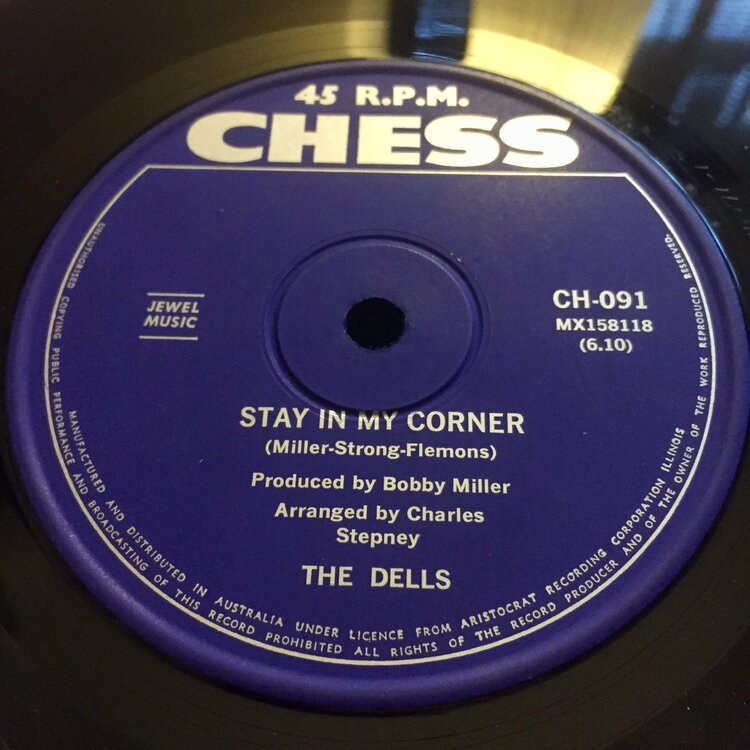 45 R.P.M.
CHESS
JEWEL
MUSIC
CH-091
MX158118
(6.10)
STAY IN MY CORNER
(Miller-Strong-Flemons)
Produced by Bobby Miller
Arranged by Charles
Stepney
THE DELLS
MANUFACTURED AND DISTRIBUTED IN AUSTRALIA UNDER LICENCE FROM ARISTOCRAT RECORDING CORPORATION ILLINOIS
UNAUTHORISED COPYING PUBLIC PERFORMANCE AND BROADCASTING OF THIS RECORD PROHIBITED ALL RIGHTS OF THE RECORD PRODUCER AND OF THE OWNER OF THE WORK REPRODUCED RESERVED.